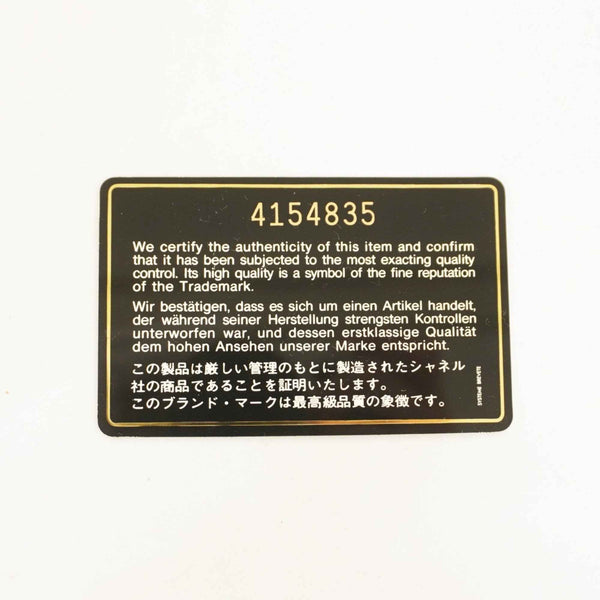 4154835
We certify the authenticity of this item and confirm
that it has been subjected to the most exacting quality
control. Its high quality is a symbol of the fine reputation
of the Trademark.
Wir bestätigen, dass es sich um einen Artikel handelt,
der während seiner Herstellung strengsten Kontrollen
unterworfen war, und dessen erstklassige Qualität
dem hohen Ansehen unserer Marke entspricht.
この製品は厳しい管理のもとに製造されたシャネル
社の商品であることを証明いたします。
このブランド・マークは最高級品質の象徴です。
SYSTEME BREVETE